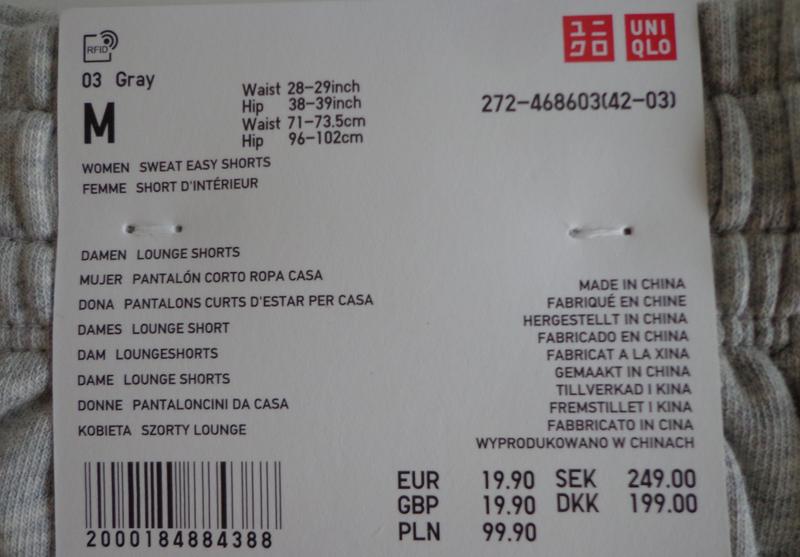 RFID
ユニクロ
UNIQLO
03 Gray
M
Waist 28-29inch
Hip 38-39inch
Waist 71-73.5cm
Hip 96-102cm
272-468603(42-03)
WOMEN SWEAT EASY SHORTS
FEMME SHORT D'INTÉRIEUR
DAMEN LOUNGE SHORTS
MUJER PANTALÓN CORTO ROPA CASA
DONA PANTALONS CURTS D'ESTAR PER CASA
DAMES LOUNGE SHORT
DAM LOUNGESHORTS
DAME LOUNGE SHORTS
DONNE PANTALONCINI DA CASA
KOBIETA SZORTY LOUNGE
MADE IN CHINA
FABRIQUÉ EN CHINE
HERGESTELLT IN CHINA
FABRICADO EN CHINA
FABRICAT A LA XINA
GEMAAKT IN CHINA
TILLVERKAD I KINA
FREMSTILLET I KINA
FABBRICATO IN CINA
WYPRODUKOWANO W CHINACH
EUR 19.90 SEK 249.00
GBP 19.90 DKK 199.00
PLN 99.90
2000184884388